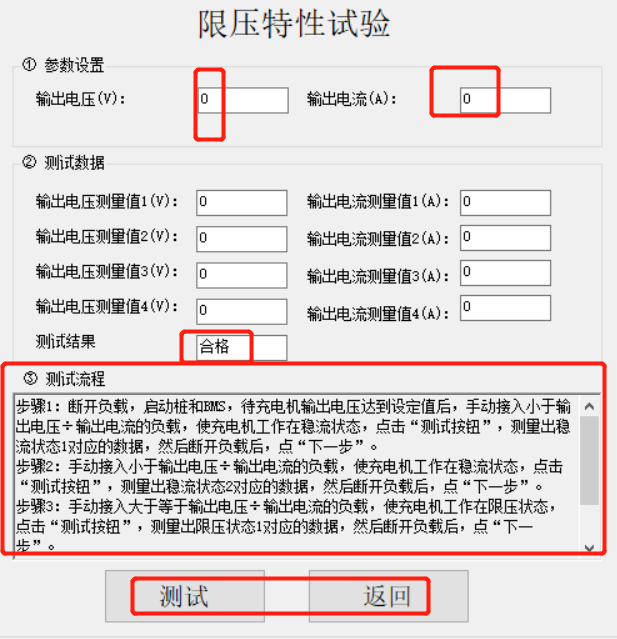 限压特性试验
① 参数设置
输出电压(V): 0 输出电流(A): 0
② 测试数据
输出电压测量值1(V): 0 输出电流测量值1(A): 0
输出电压测量值2(V): 0 输出电流测量值2(A): 0
输出电压测量值3(V): 0 输出电流测量值3(A): 0
输出电压测量值4(V): 0 输出电流测量值4(A): 0
测试结果 合格
③ 测试流程
步骤1: 断开负载，启动桩和BMS，待充电机输出电压达到设定值后，手动接入小于输
出电压÷输出电流的负载，使充电机工作在稳流状态，点击“测试按钮”，测量出稳
流状态1对应的数据，然后断开负载后，点“下一步”。
步骤2: 手动接入小于输出电压÷输出电流的负载，使充电机工作在稳流状态，点击
“测试按钮”，测量出稳流状态2对应的数据，然后断开负载后，点“下一步”。
步骤3: 手动接入大于等于输出电压÷输出电流的负载，使充电机工作在限压状态，
点击“测试按钮”，测量出限压状态1对应的数据，然后断开负载后，点“下一
步”。
测试 返回